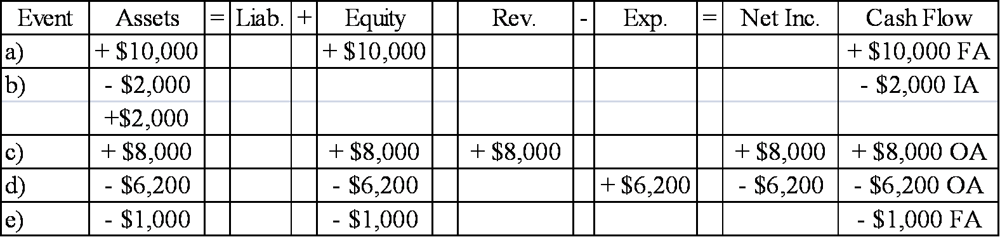 Event Assets = Liab. + Equity Rev. - Exp. = Net Inc. Cash Flow
a) + $10,000 + $10,000 + $10,000 FA
b) - $2,000 - $2,000 IA
+$2,000
c) + $8,000 + $8,000 + $8,000 + $8,000 + $8,000 OA
d) - $6,200 - $6,200 + $6,200 - $6,200 - $6,200 OA
e) - $1,000 - $1,000 - $1,000 FA